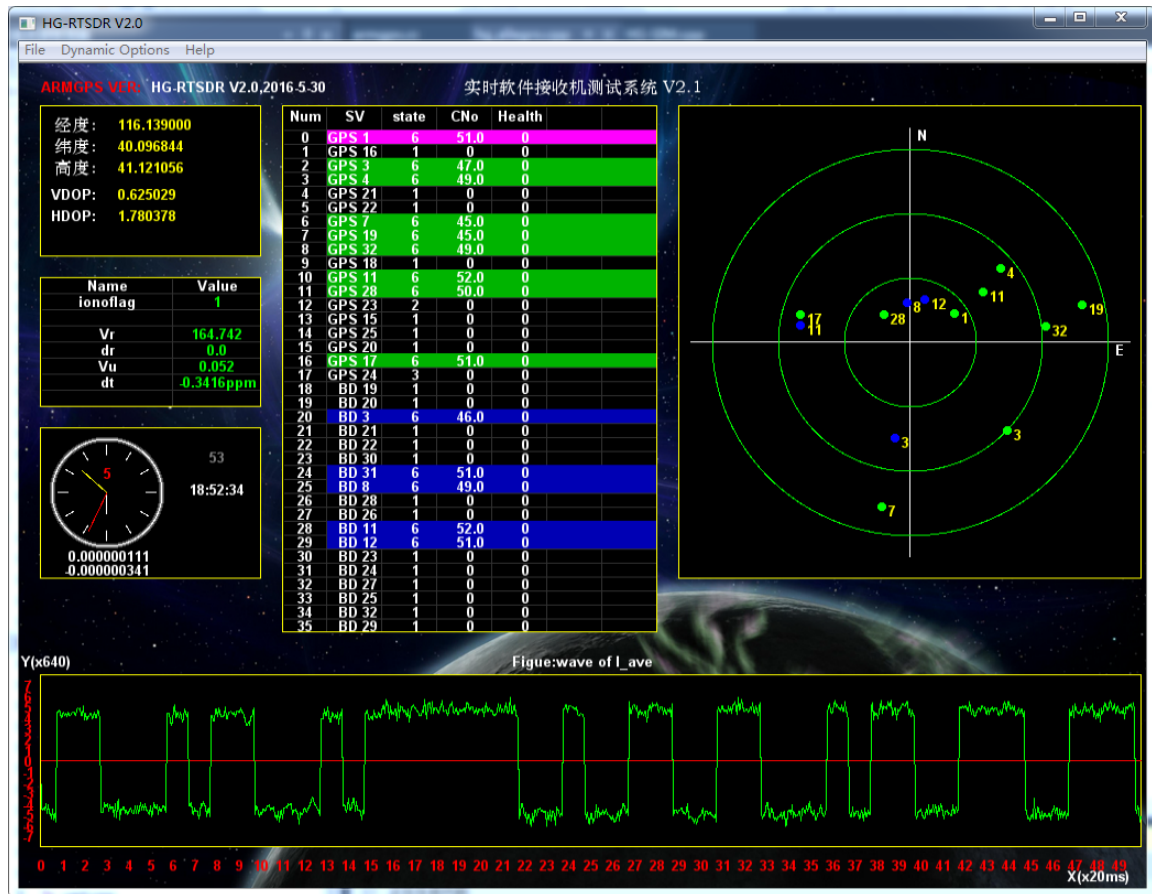 HG-RTSDR V2.0
File Dynamic Options Help
ARMGPS VER: HG-RTSDR V2.0,2016-5-30
实时软件接收机测试系统 V2.1
经度: 116.139000
纬度: 40.096844
高度: 41.121056
VDOP: 0.625029
HDOP: 1.780378
Name Value
ionoflag 1
Vr 164.742
dr 0.0
Vu 0.052
dt -0.3416ppm
5
53
18:52:34
0.000000111
-0.000000341
Num SV state CNo Health
0 GPS 1 6 51.0 0
1 GPS 16 1 0 0
2 GPS 3 6 47.0 0
3 GPS 4 6 49.0 0
4 GPS 21 1 0 0
5 GPS 22 1 0 0
6 GPS 7 6 45.0 0
7 GPS 19 6 45.0 0
8 GPS 32 6 49.0 0
9 GPS 18 1 0 0
10 GPS 11 6 52.0 0
11 GPS 28 6 50.0 0
12 GPS 23 2 0 0
13 GPS 15 1 0 0
14 GPS 25 1 0 0
15 GPS 20 1 0 0
16 GPS 17 6 51.0 0
17 GPS 24 3 0 0
18 BD 19 1 0 0
19 BD 20 1 0 0
20 BD 3 6 46.0 0
21 BD 21 1 0 0
22 BD 22 1 0 0
23 BD 30 1 0 0
24 BD 31 6 51.0 0
25 BD 8 6 49.0 0
26 BD 28 1 0 0
27 BD 26 1 0 0
28 BD 11 6 52.0 0
29 BD 12 6 51.0 0
30 BD 23 1 0 0
31 BD 24 1 0 0
32 BD 27 1 0 0
33 BD 25 1 0 0
34 BD 32 1 0 0
35 BD 29 1 0 0
N
4
11
12
8
19
1
28
17
11
32
E
3
3
7
Y(x640)
Figue:wave of I_ave
7
6
5
4
3
2
1
0
-1
-2
-3
-4
-5
-6
-7
0 1 2 3 4 5 6 7 8 9 10 11 12 13 14 15 16 17 18 19 20 21 22 23 24 25 26 27 28 29 30 31 32 33 34 35 36 37 38 39 40 41 42 43 44 45 46 47 48 49
X(x20ms)